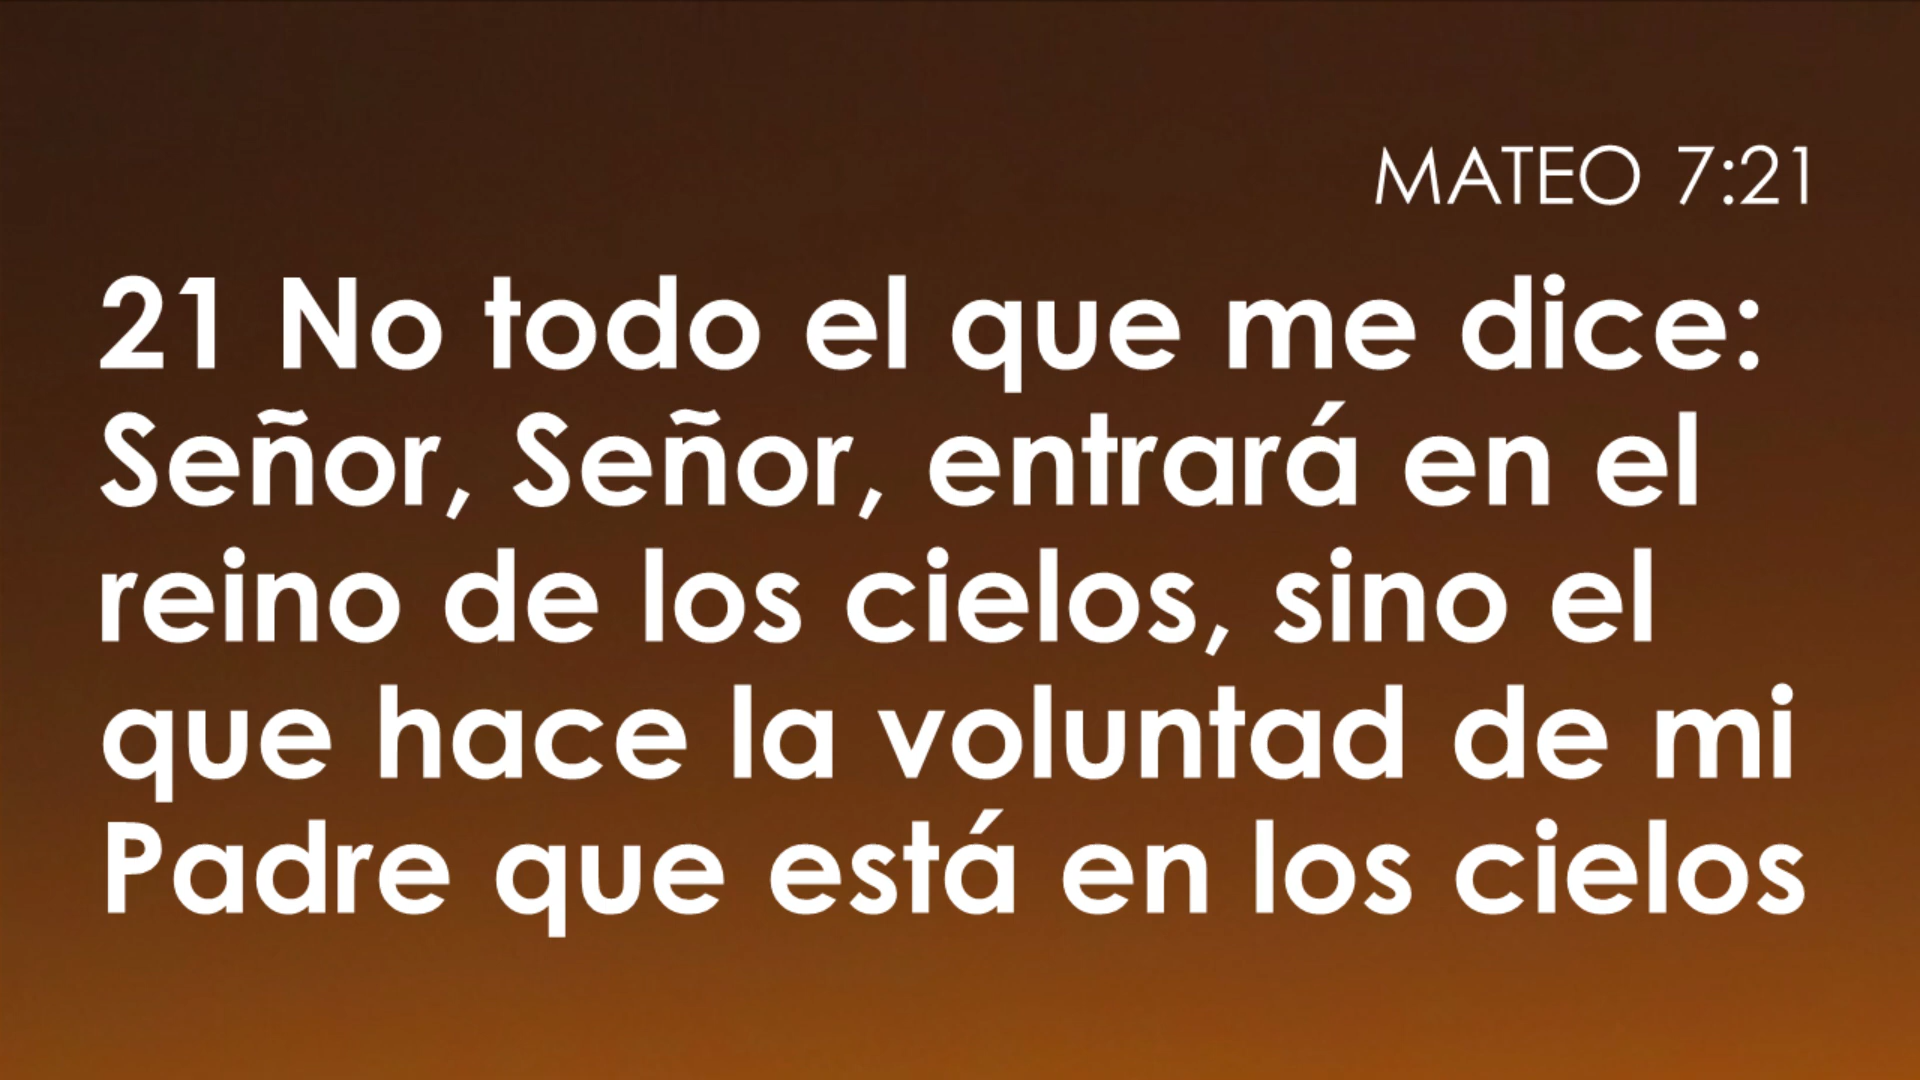 MATEO 7:21
21 No todo el que me dice:
Señor, Señor, entrará en el
reino de los cielos, sino el
que hace la voluntad de mi
Padre que está en los cielos